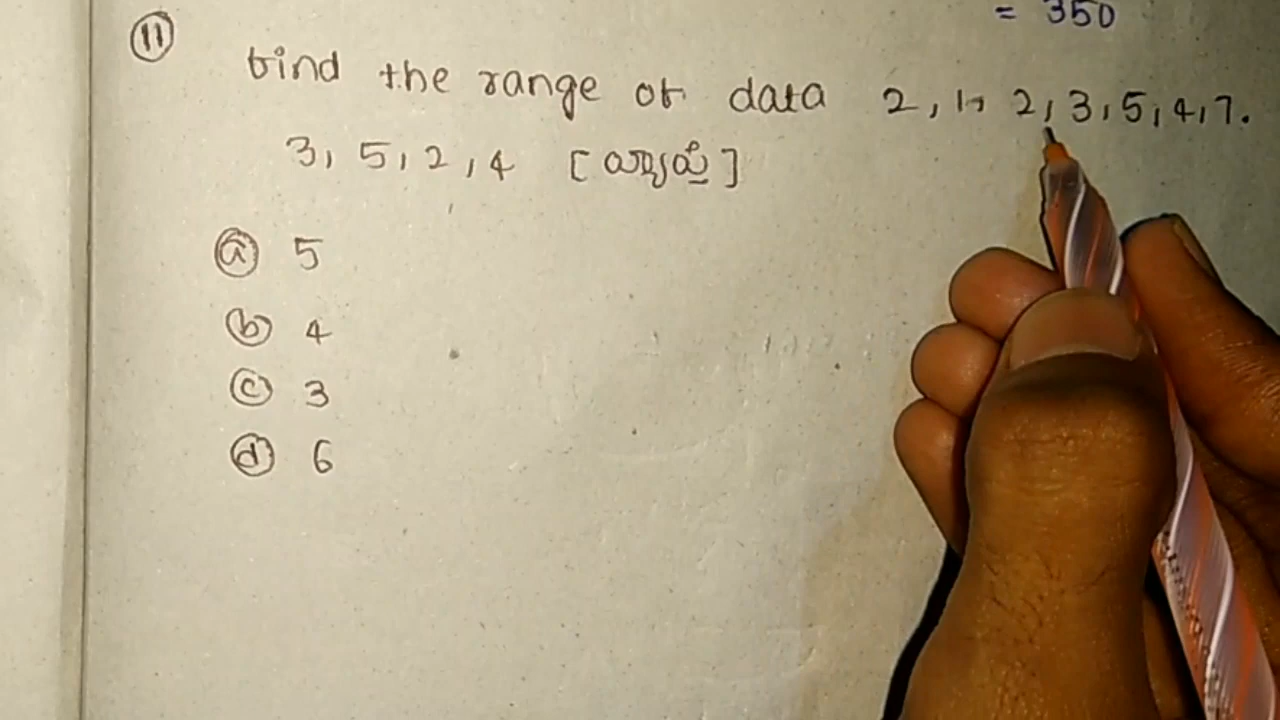 = 350
⑪ find the range of data 2, 1, 2, 3, 5, 4, 7.
3, 5, 2, 4 [வீச்சு]
ⓐ 5
ⓑ 4
ⓒ 3
ⓓ 6